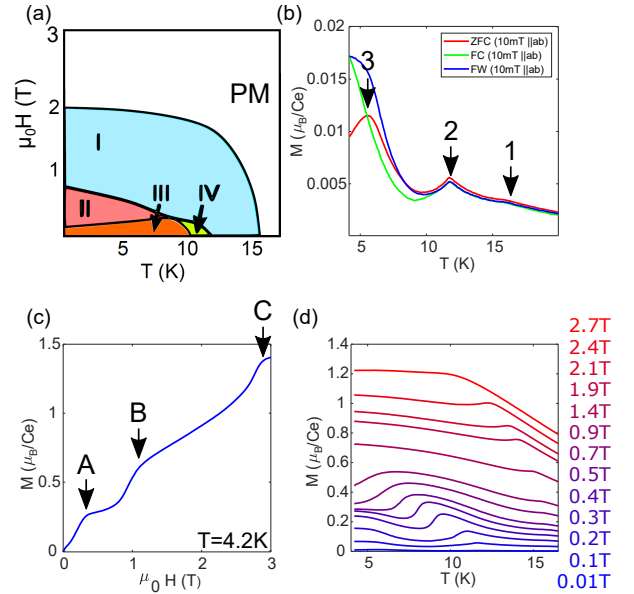 (a)
μ₀H (T)
3
2
1
PM
I
II
III
IV
5
10
15
T (K)
(b)
M (μ_B/Ce)
0.02
0.015
0.01
0.005
ZFC (10mT ||ab)
FC (10mT ||ab)
FW (10mT ||ab)
3
2
1
5
10
15
T (K)
(c)
M (μ_B/Ce)
1.5
1
0.5
0
A
B
C
T=4.2K
0
1
2
3
μ₀ H (T)
(d)
M (μ_B/Ce)
1.4
1.2
1
0.8
0.6
0.4
0.2
0
5
10
15
T (K)
2.7T
2.4T
2.1T
1.9T
1.4T
0.9T
0.7T
0.5T
0.4T
0.3T
0.2T
0.1T
0.01T